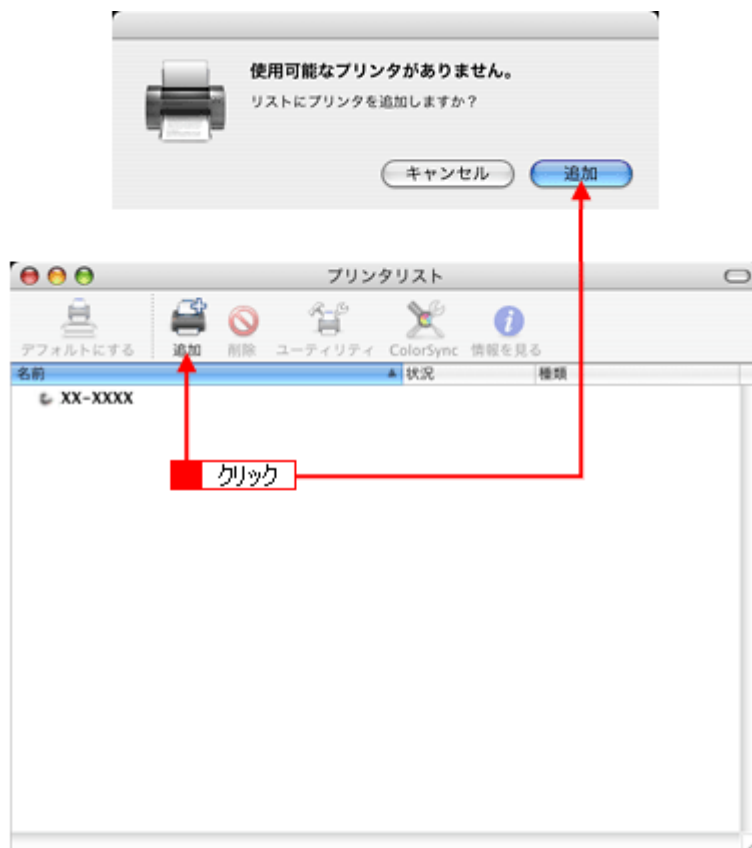 使用可能なプリンタがありません。
リストにプリンタを追加しますか？
キャンセル 追加
プリンタリスト
デフォルトにする 追加 削除 ユーティリティ ColorSync 情報を見る
名前 状況 種類
XX-XXXX
クリック